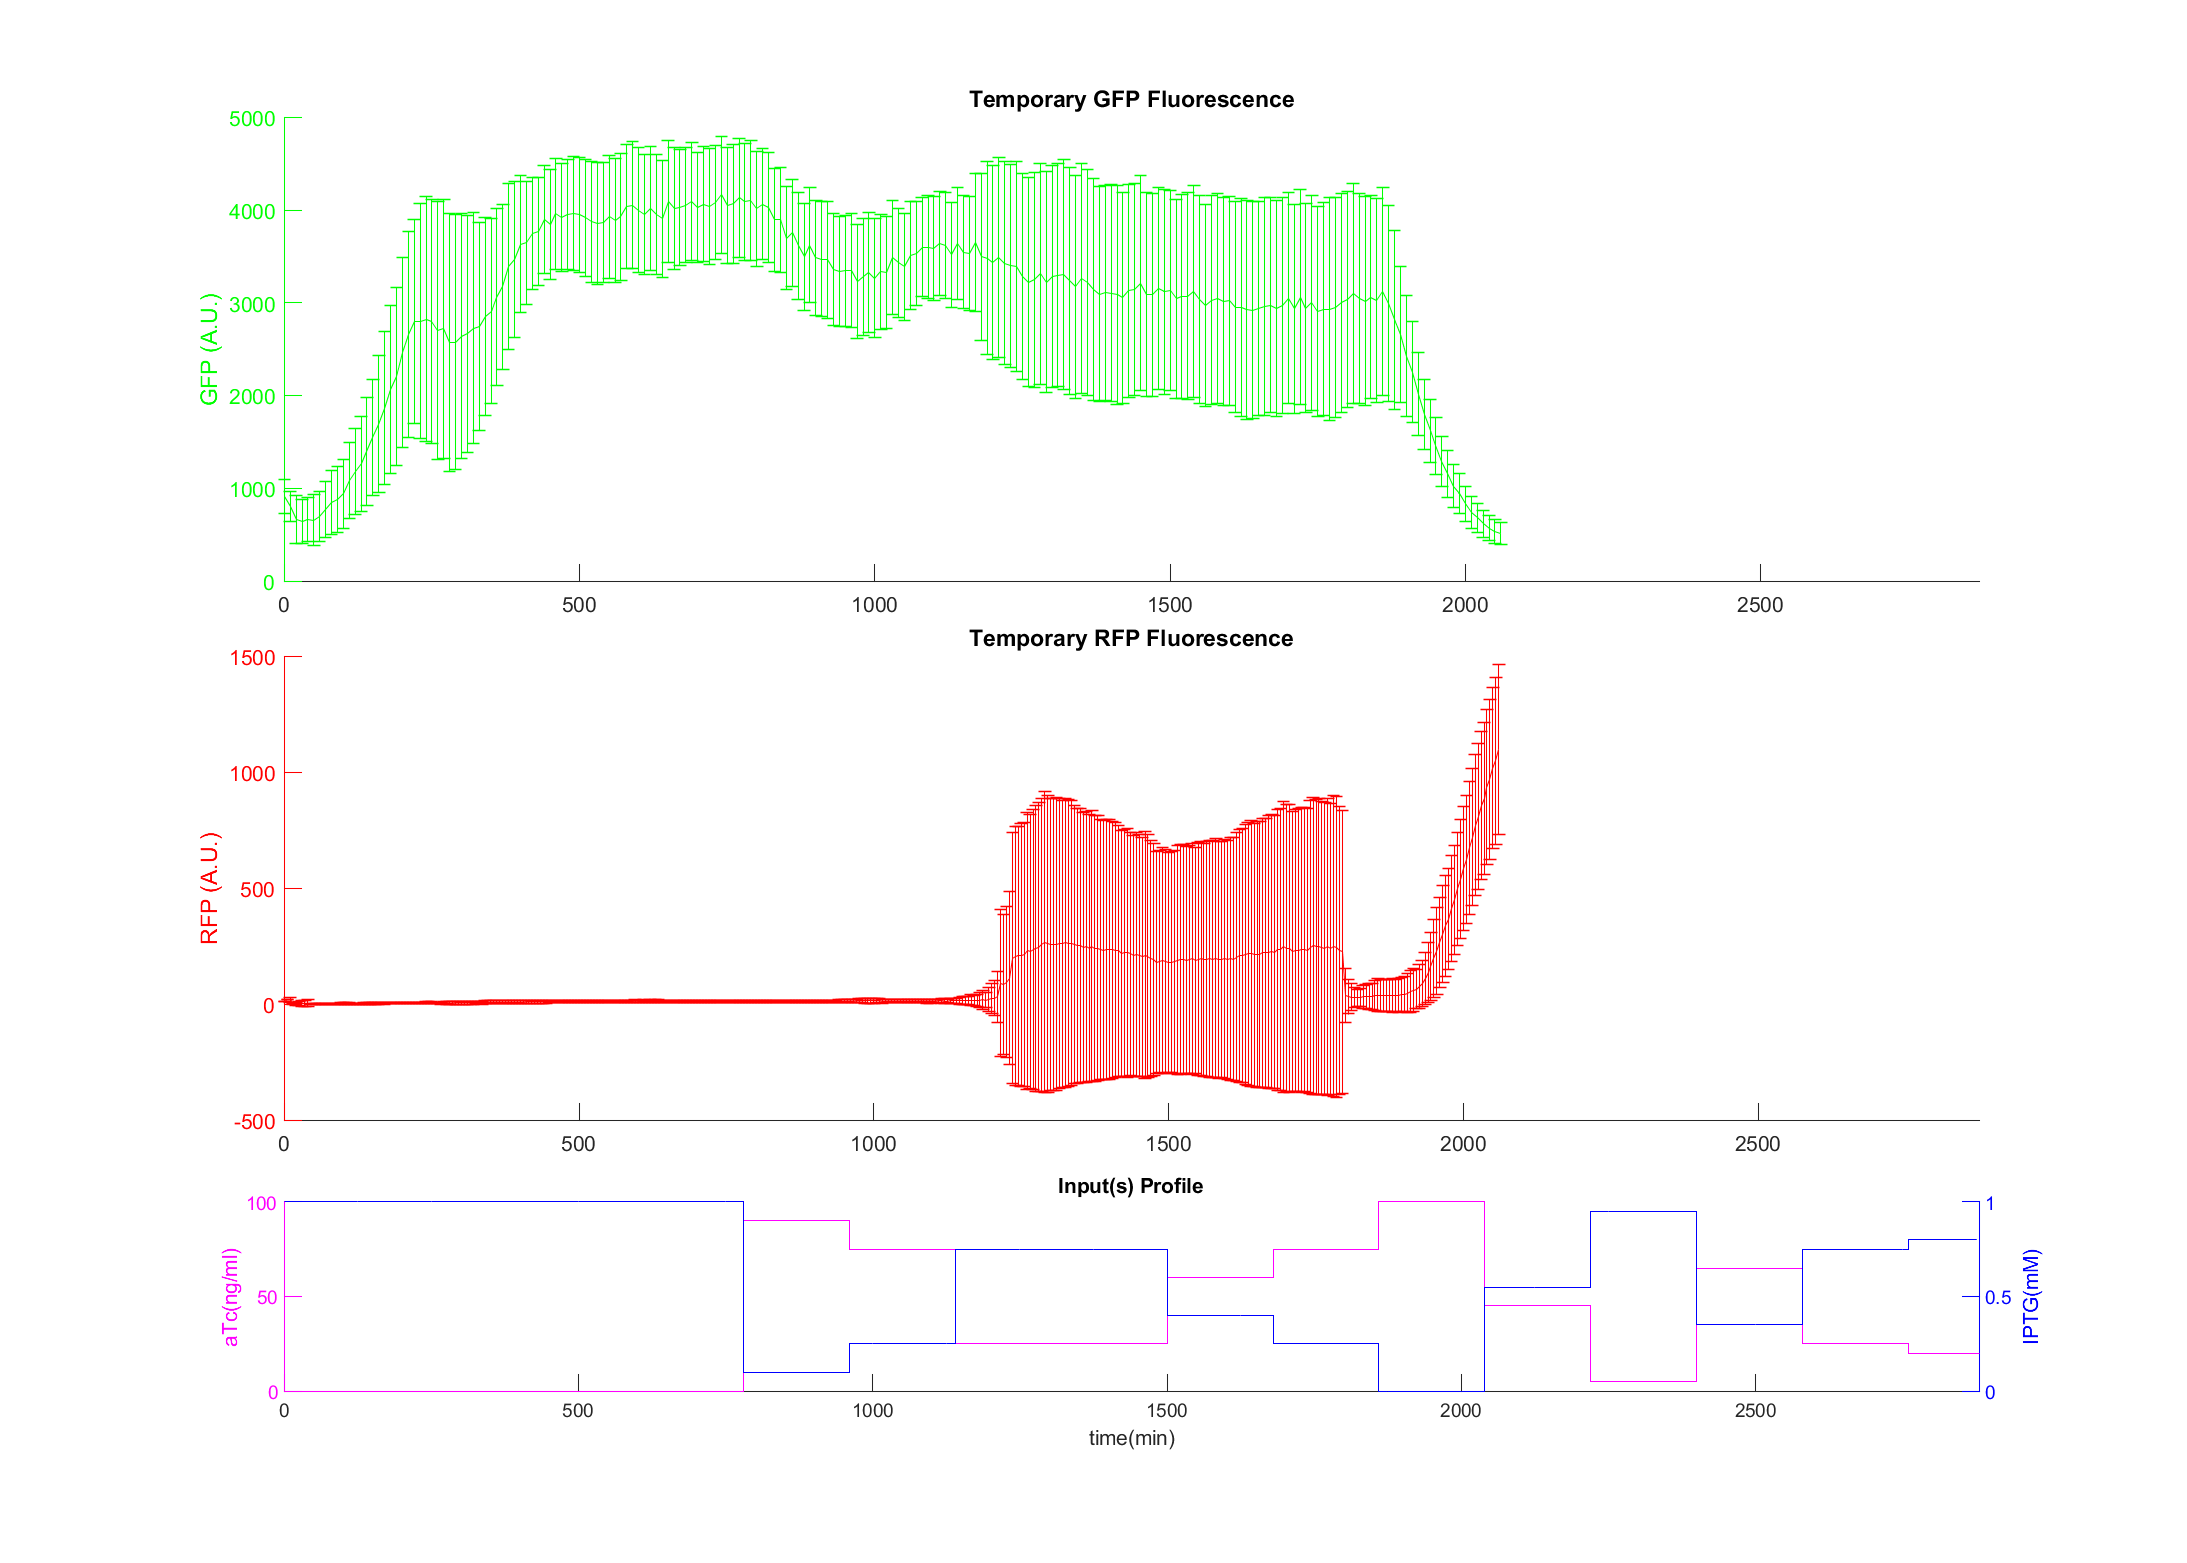 Temporary GFP Fluorescence
5000
4000
3000
2000
1000
0
GFP (A.U.)
0 500 1000 1500 2000 2500
Temporary RFP Fluorescence
1500
1000
500
0
-500
RFP (A.U.)
0 500 1000 1500 2000 2500
Input(s) Profile
100
50
0
aTc(ng/ml)
1
0.5
0
IPTG(mM)
0 500 1000 1500 2000 2500
time(min)